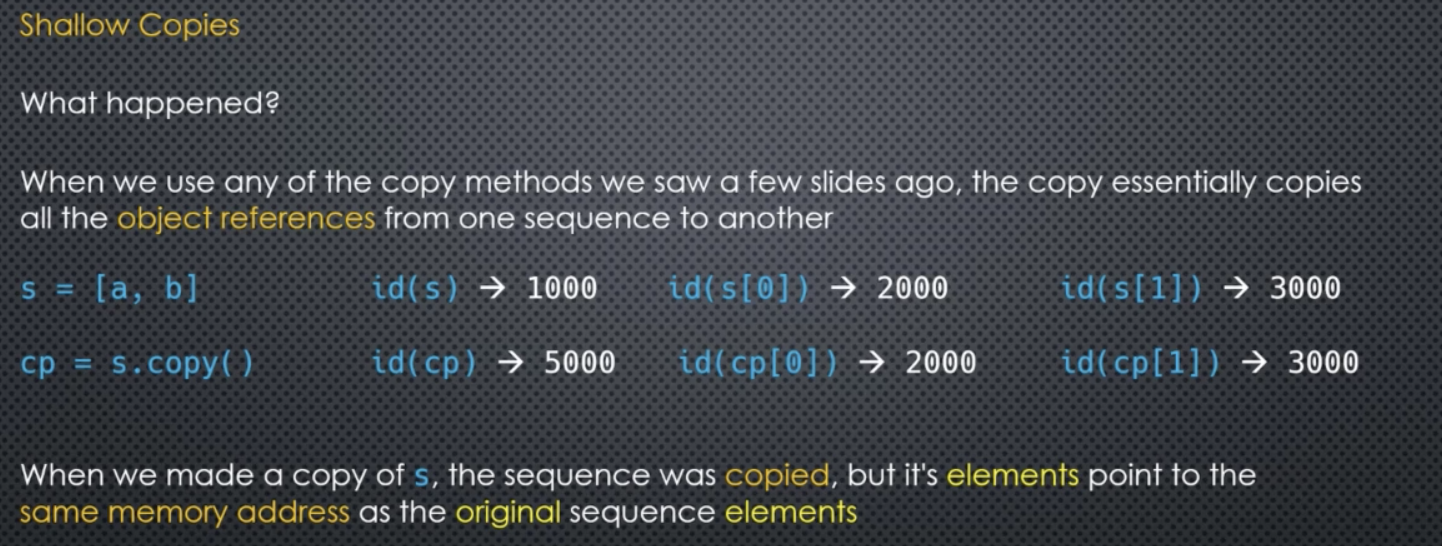 Shallow Copies
What happened?
When we use any of the copy methods we saw a few slides ago, the copy essentially copies
all the object references from one sequence to another
s = [a, b] id(s) → 1000 id(s[0]) → 2000 id(s[1]) → 3000
cp = s.copy() id(cp) → 5000 id(cp[0]) → 2000 id(cp[1]) → 3000
When we made a copy of s, the sequence was copied, but it's elements point to the
same memory address as the original sequence elements